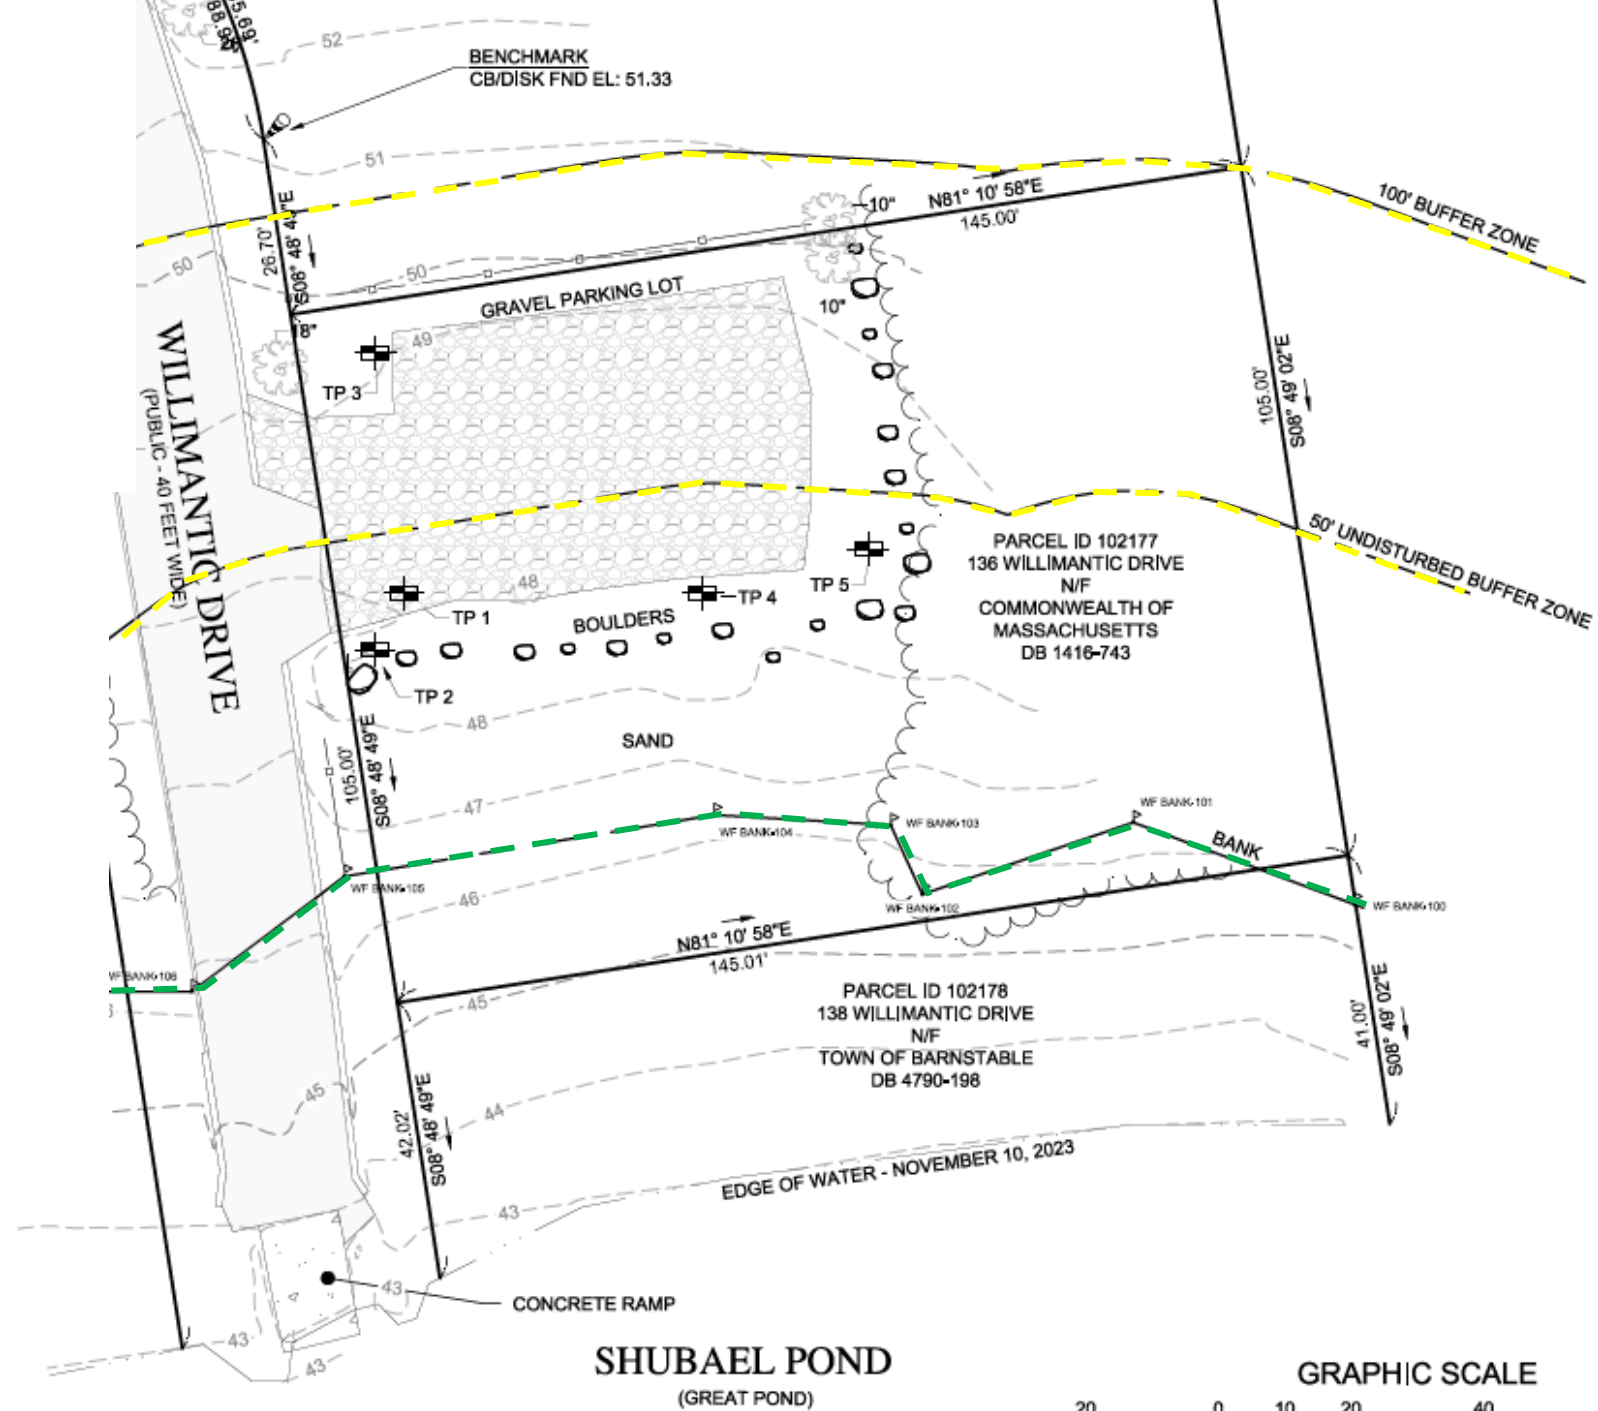 52
BENCHMARK
CB/DISK FND EL: 51.33
51
50
26.70'
S08° 48' 49"E
50
10"
N81° 10' 58"E
145.00'
100' BUFFER ZONE
GRAVEL PARKING LOT
10"
8"
49
TP 3
WILLIMANTIC DRIVE
(PUBLIC - 40 FEET WIDE)
105.00'
S08° 49' 02"E
50' UNDISTURBED BUFFER ZONE
PARCEL ID 102177
136 WILLIMANTIC DRIVE
N/F
COMMONWEALTH OF
MASSACHUSETTS
DB 1416-743
TP 5
48
TP 1
TP 4
BOULDERS
TP 2
48
SAND
105.00'
S08° 48' 49"E
47
WF BANK-101
WF BANK-104
WF BANK-103
BANK
WF BANK-105
46
WF BANK-102
WF BANK-100
N81° 10' 58"E
145.01'
WF BANK-106
45
PARCEL ID 102178
138 WILLIMANTIC DRIVE
N/F
TOWN OF BARNSTABLE
DB 4790-198
41.00'
S08° 49' 02"E
45
44
42.02'
S08° 48' 49"E
EDGE OF WATER - NOVEMBER 10, 2023
43
43
CONCRETE RAMP
43
43
SHUBAEL POND
(GREAT POND)
GRAPHIC SCALE
20 0 10 20 40